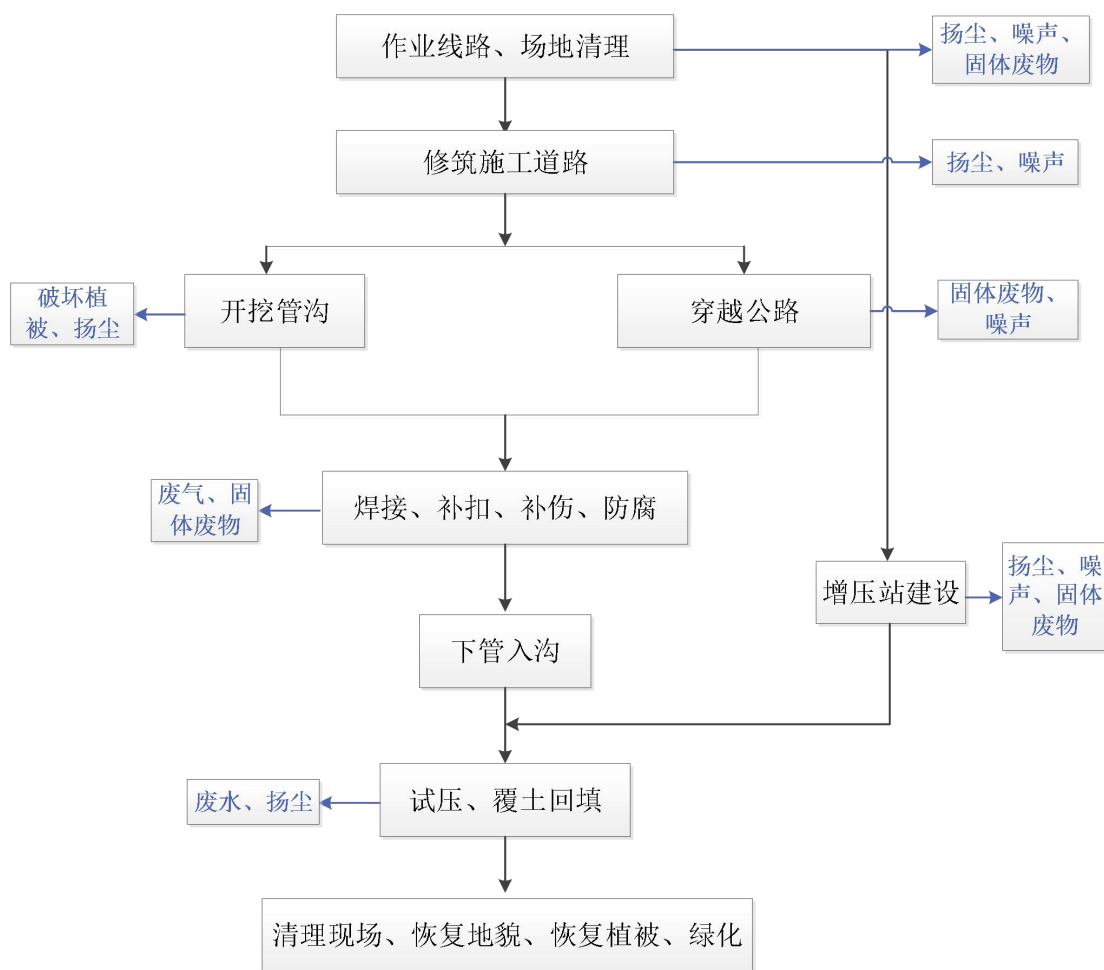 作业线路、场地清理
扬尘、噪声、
固体废物
修筑施工道路
扬尘、噪声
破坏植
被、扬尘
开挖管沟
穿越公路
固体废物、
噪声
废气、固
体废物
焊接、补扣、补伤、防腐
增压站建设
扬尘、噪
声、固体
废物
下管入沟
废水、扬尘
试压、覆土回填
清理现场、恢复地貌、恢复植被、绿化